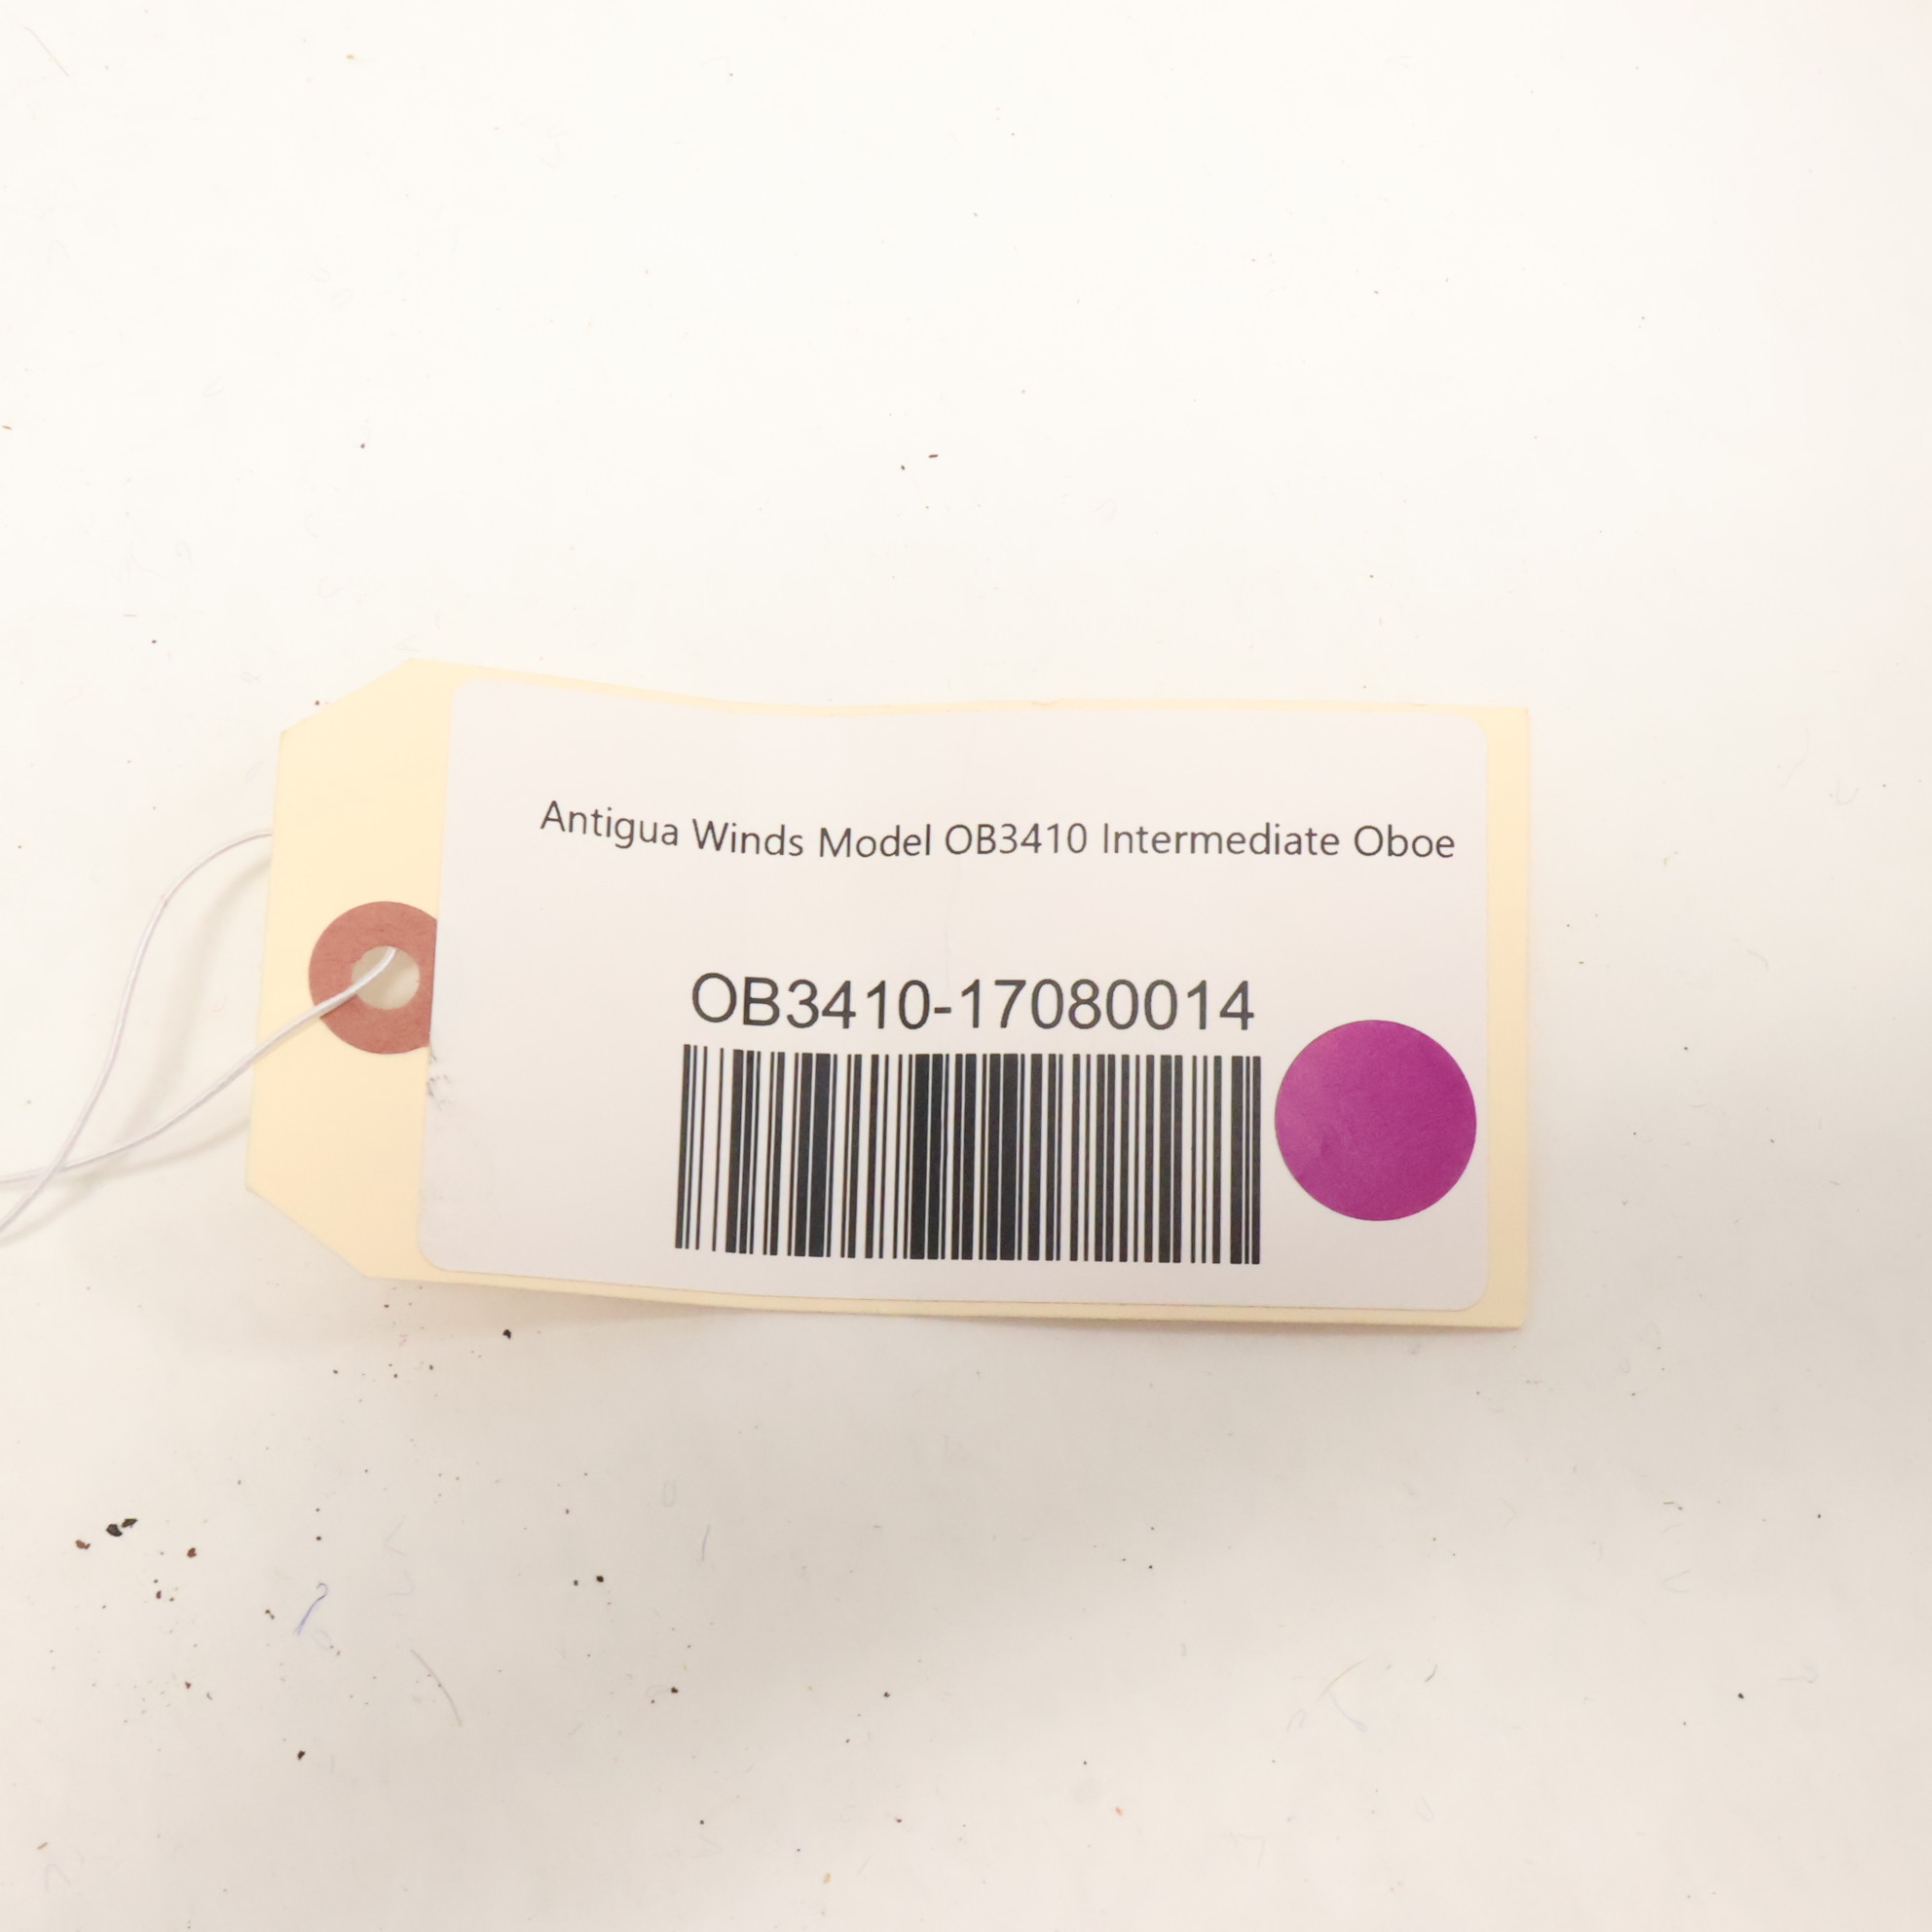 Antigua Winds Model OB3410 Intermediate Oboe
OB3410-17080014